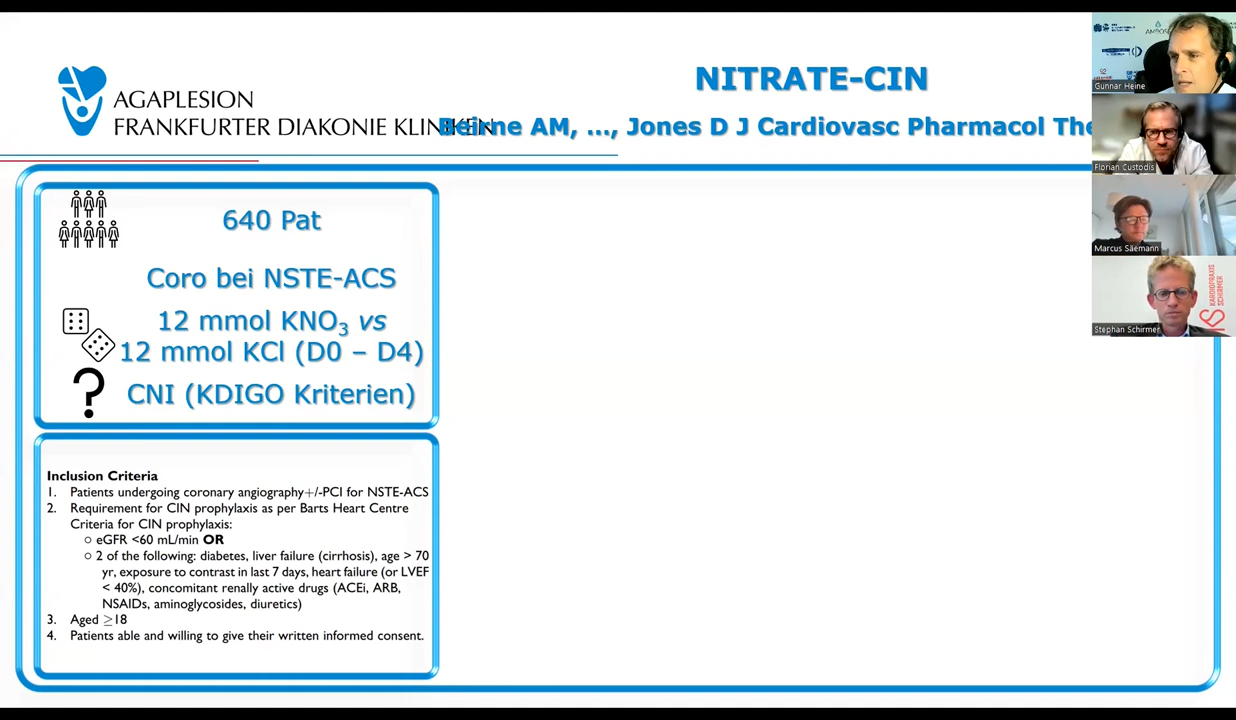 AGAPLESION
FRANKFURTER DIAKONIE KLINIKEN
NITRATE-CIN
AM, ..., Jones D J Cardiovasc Pharmacol The
640 Pat
Coro bei NSTE-ACS
12 mmol KNO₃ vs
12 mmol KCl (D0 – D4)
CNI (KDIGO Kriterien)
Inclusion Criteria
1. Patients undergoing coronary angiography+/-PCI for NSTE-ACS
2. Requirement for CIN prophylaxis as per Barts Heart Centre
Criteria for CIN prophylaxis:
○ eGFR <60 mL/min OR
○ 2 of the following: diabetes, liver failure (cirrhosis), age > 70
yr, exposure to contrast in last 7 days, heart failure (or LVEF
< 40%), concomitant renally active drugs (ACEi, ARB,
NSAIDs, aminoglycosides, diuretics)
3. Aged ≥18
4. Patients able and willing to give their written informed consent.
Gunnar Heine
Florian Custodis
Marcus Säemann
Stephan Schirmer
KARDIOPRAXIS
SCHIRMER